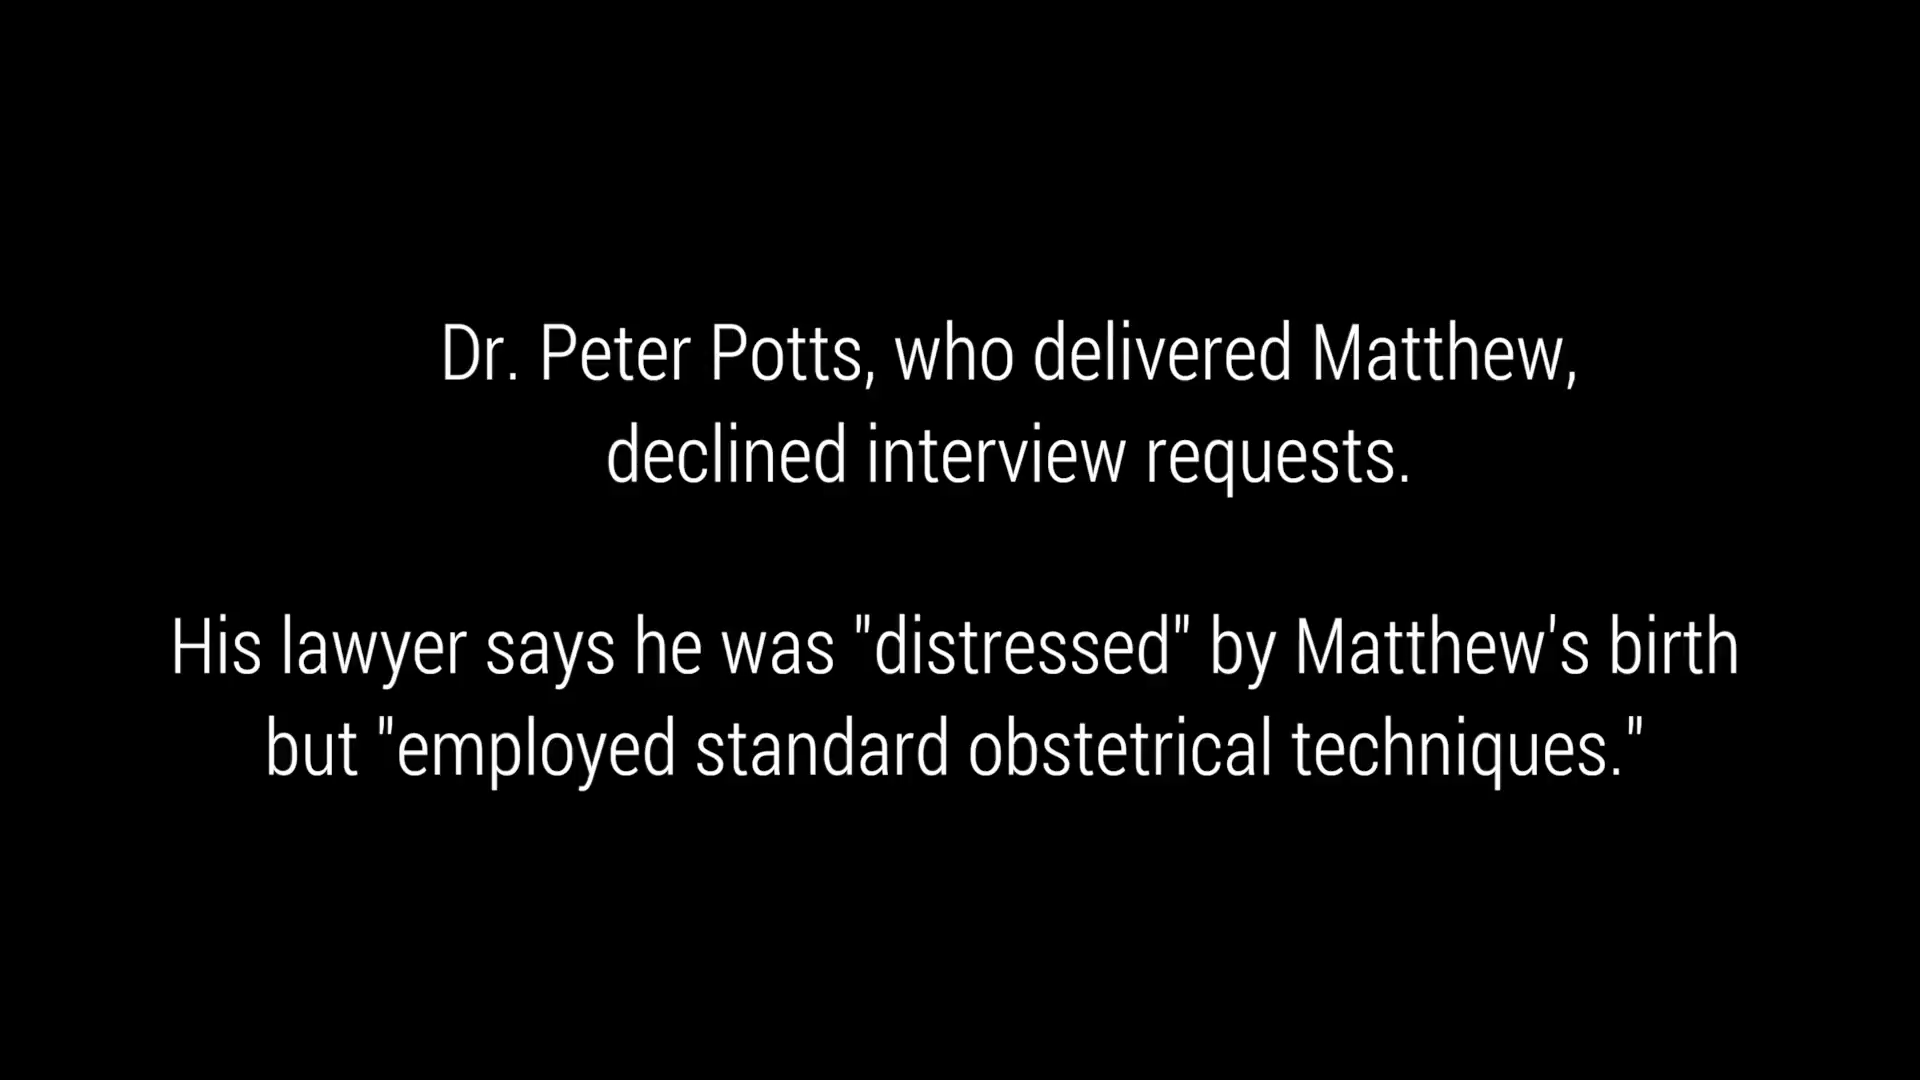 Dr. Peter Potts, who delivered Matthew,
declined interview requests.
His lawyer says he was "distressed" by Matthew's birth
but "employed standard obstetrical techniques."